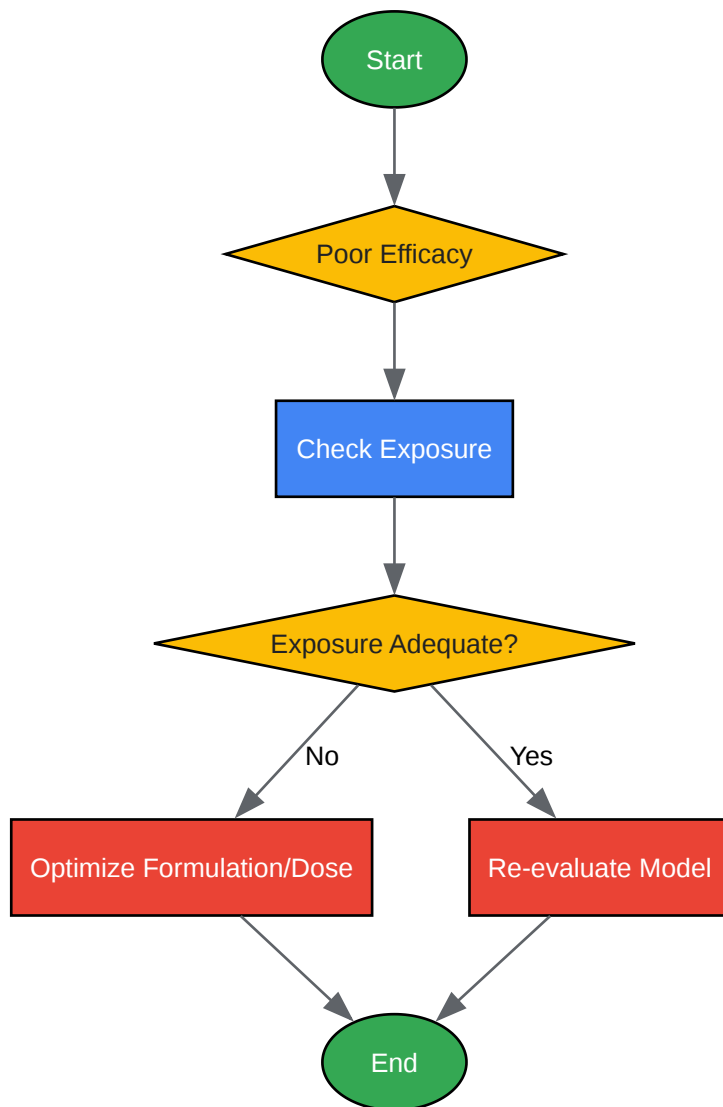 Start
Poor Efficacy
Check Exposure
Exposure Adequate?
No
Yes
Optimize Formulation/Dose
Re-evaluate Model
End